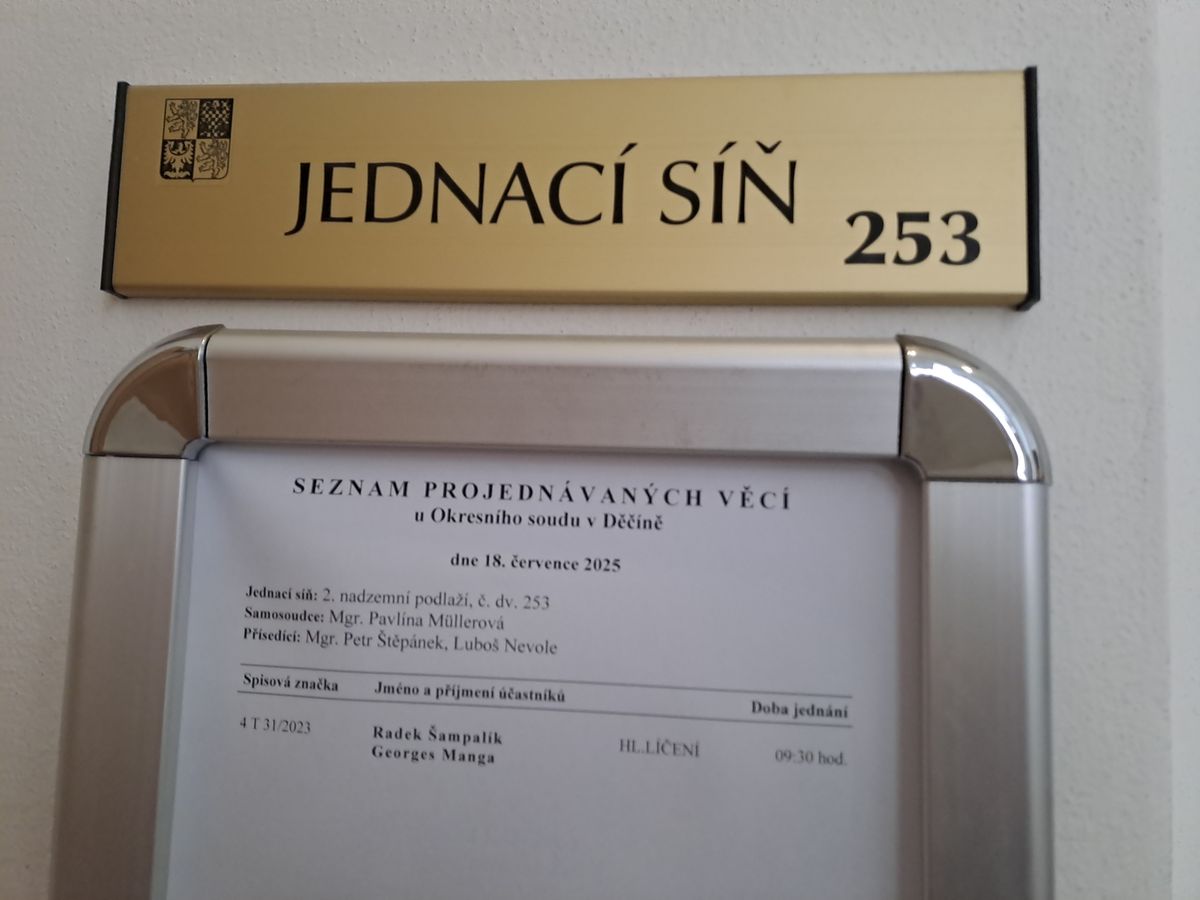 JEDNACÍ SÍŇ
253
SEZNAM PROJEDNÁVANÝCH VĚCÍ
u Okresního soudu v Děčíně
dne 18. července 2025
Jednací síň: 2. nadzemní podlaží, č. dv. 253
Samosoudce: Mgr. Pavlína Müllerová
Přísedící: Mgr. Petr Štěpánek, Luboš Nevole
Spisová značka Jméno a příjmení účastníků Doba jednání
4 T 31/2023 Radek Šampalík HL.LÍČENÍ 09:30 hod.
Georges Manga